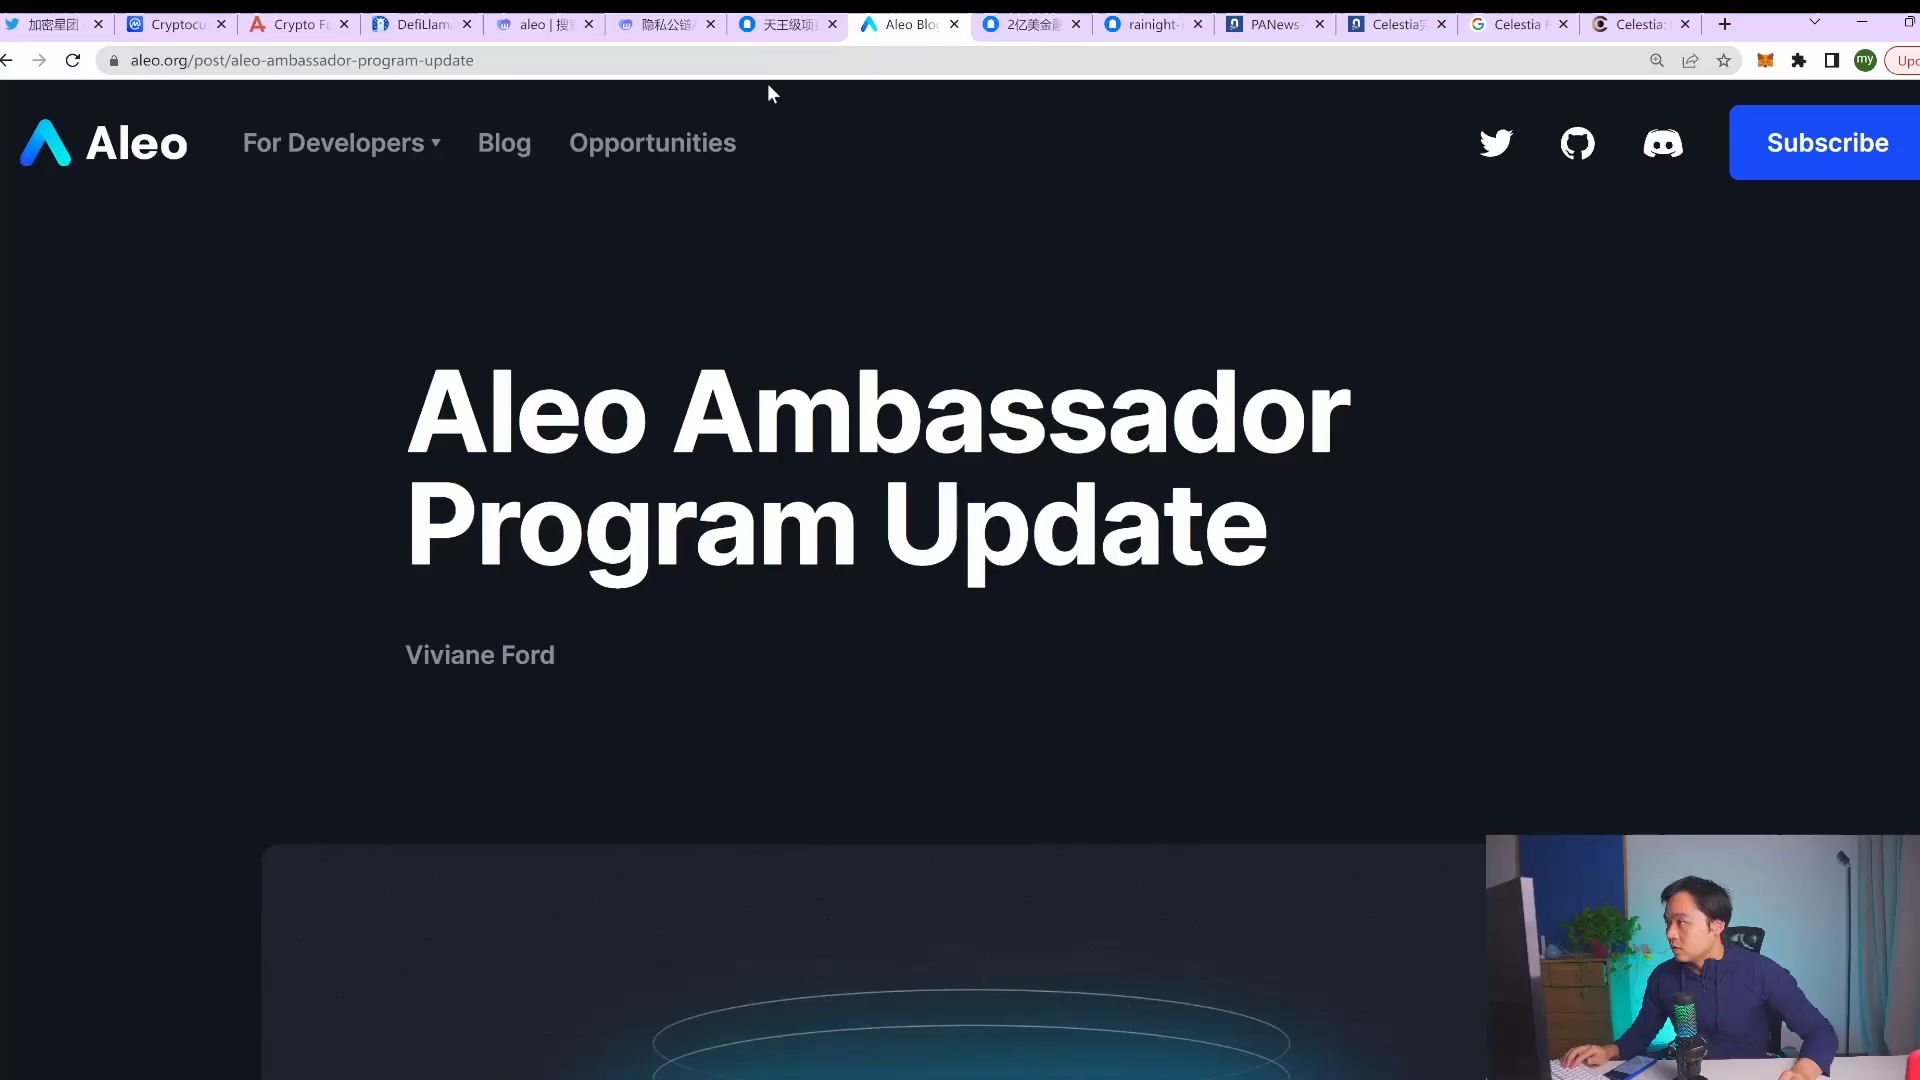 加密星团
Cryptocu
Crypto Fe
DefiLlam
aleo | 搜
隐私公链
天王级项
Aleo Blo
2亿美金
rainight-
PANews-
Celestia
Celestia
Celestia:
aleo.org/post/aleo-ambassador-program-update
my
Aleo
For Developers
Blog
Opportunities
Subscribe
Aleo Ambassador
Program Update
Viviane Ford